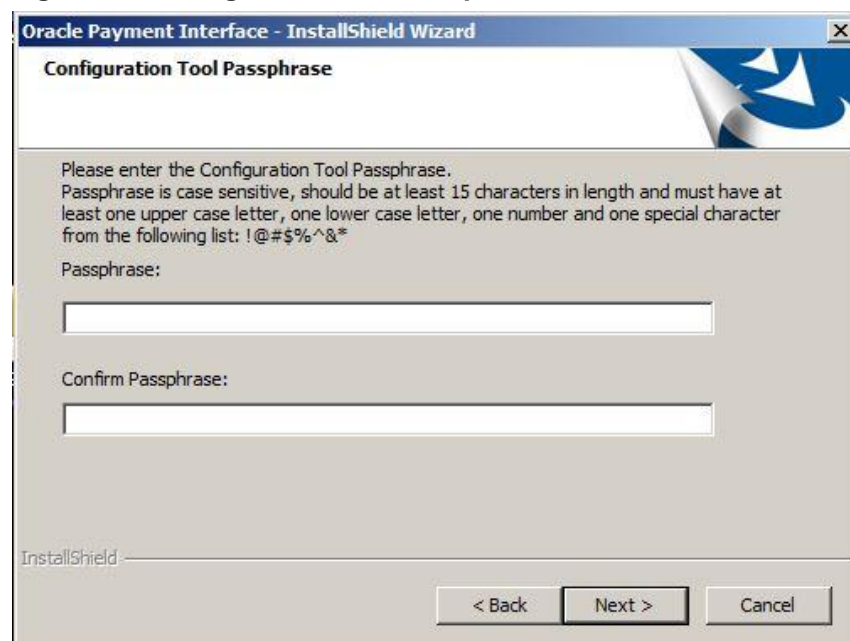 Oracle Payment Interface - InstallShield Wizard
Configuration Tool Passphrase
Please enter the Configuration Tool Passphrase.
Passphrase is case sensitive, should be at least 15 characters in length and must have at
least one upper case letter, one lower case letter, one number and one special character
from the following list: !@#$%^&*
Passphrase:
Confirm Passphrase:
InstallShield
< Back Next > Cancel